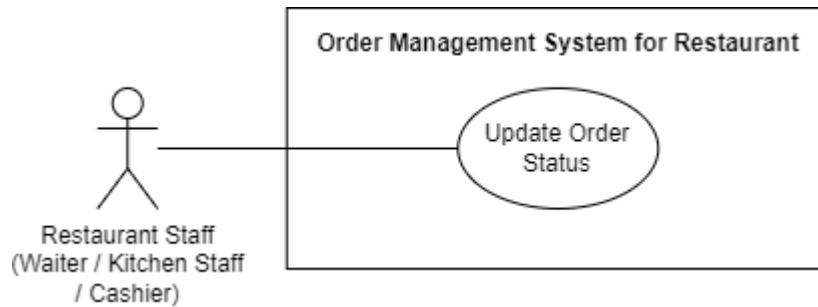 Order Management System for Restaurant
Update Order
Status
Restaurant Staff
(Waiter / Kitchen Staff
/ Cashier)